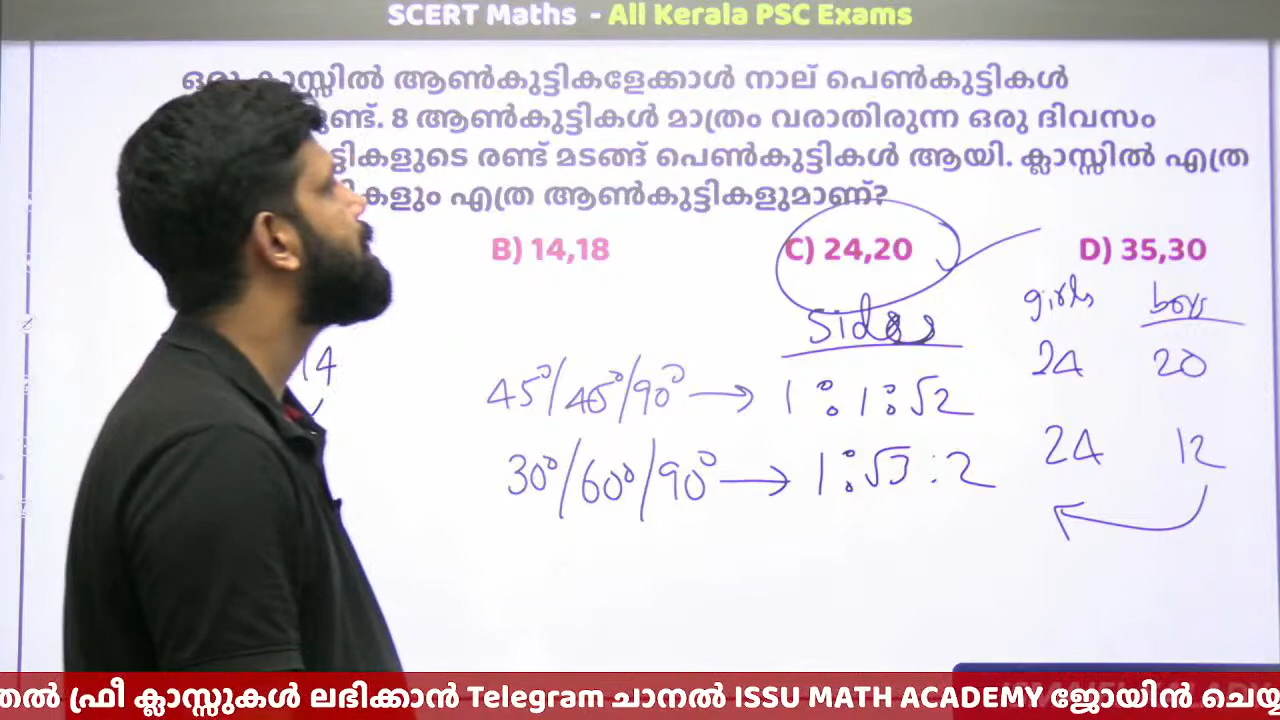 SCERT Maths - All Kerala PSC Exams
ആൺകുട്ടികളേക്കാൾ നാല് പെൺകുട്ടികൾ
8 ആൺകുട്ടികൾ മാത്രം വരാതിരുന്ന ഒരു ദിവസം
രണ്ട് മടങ്ങ് പെൺകുട്ടികൾ ആയി. ക്ലാസ്സിൽ എത്ര
എത്ര ആൺകുട്ടികളുമാണ്?
B) 14,18 C) 24,20 D) 35,30
girls boys
24 20
45°/45°/90° → 1:1:√2
24 12
30°/60°/90° → 1:√3:2
ഫ്രീ ക്ലാസ്സുകൾ ലഭിക്കാൻ Telegram ചാനൽ ISSU MATH ACADEMY ജോയിൻ